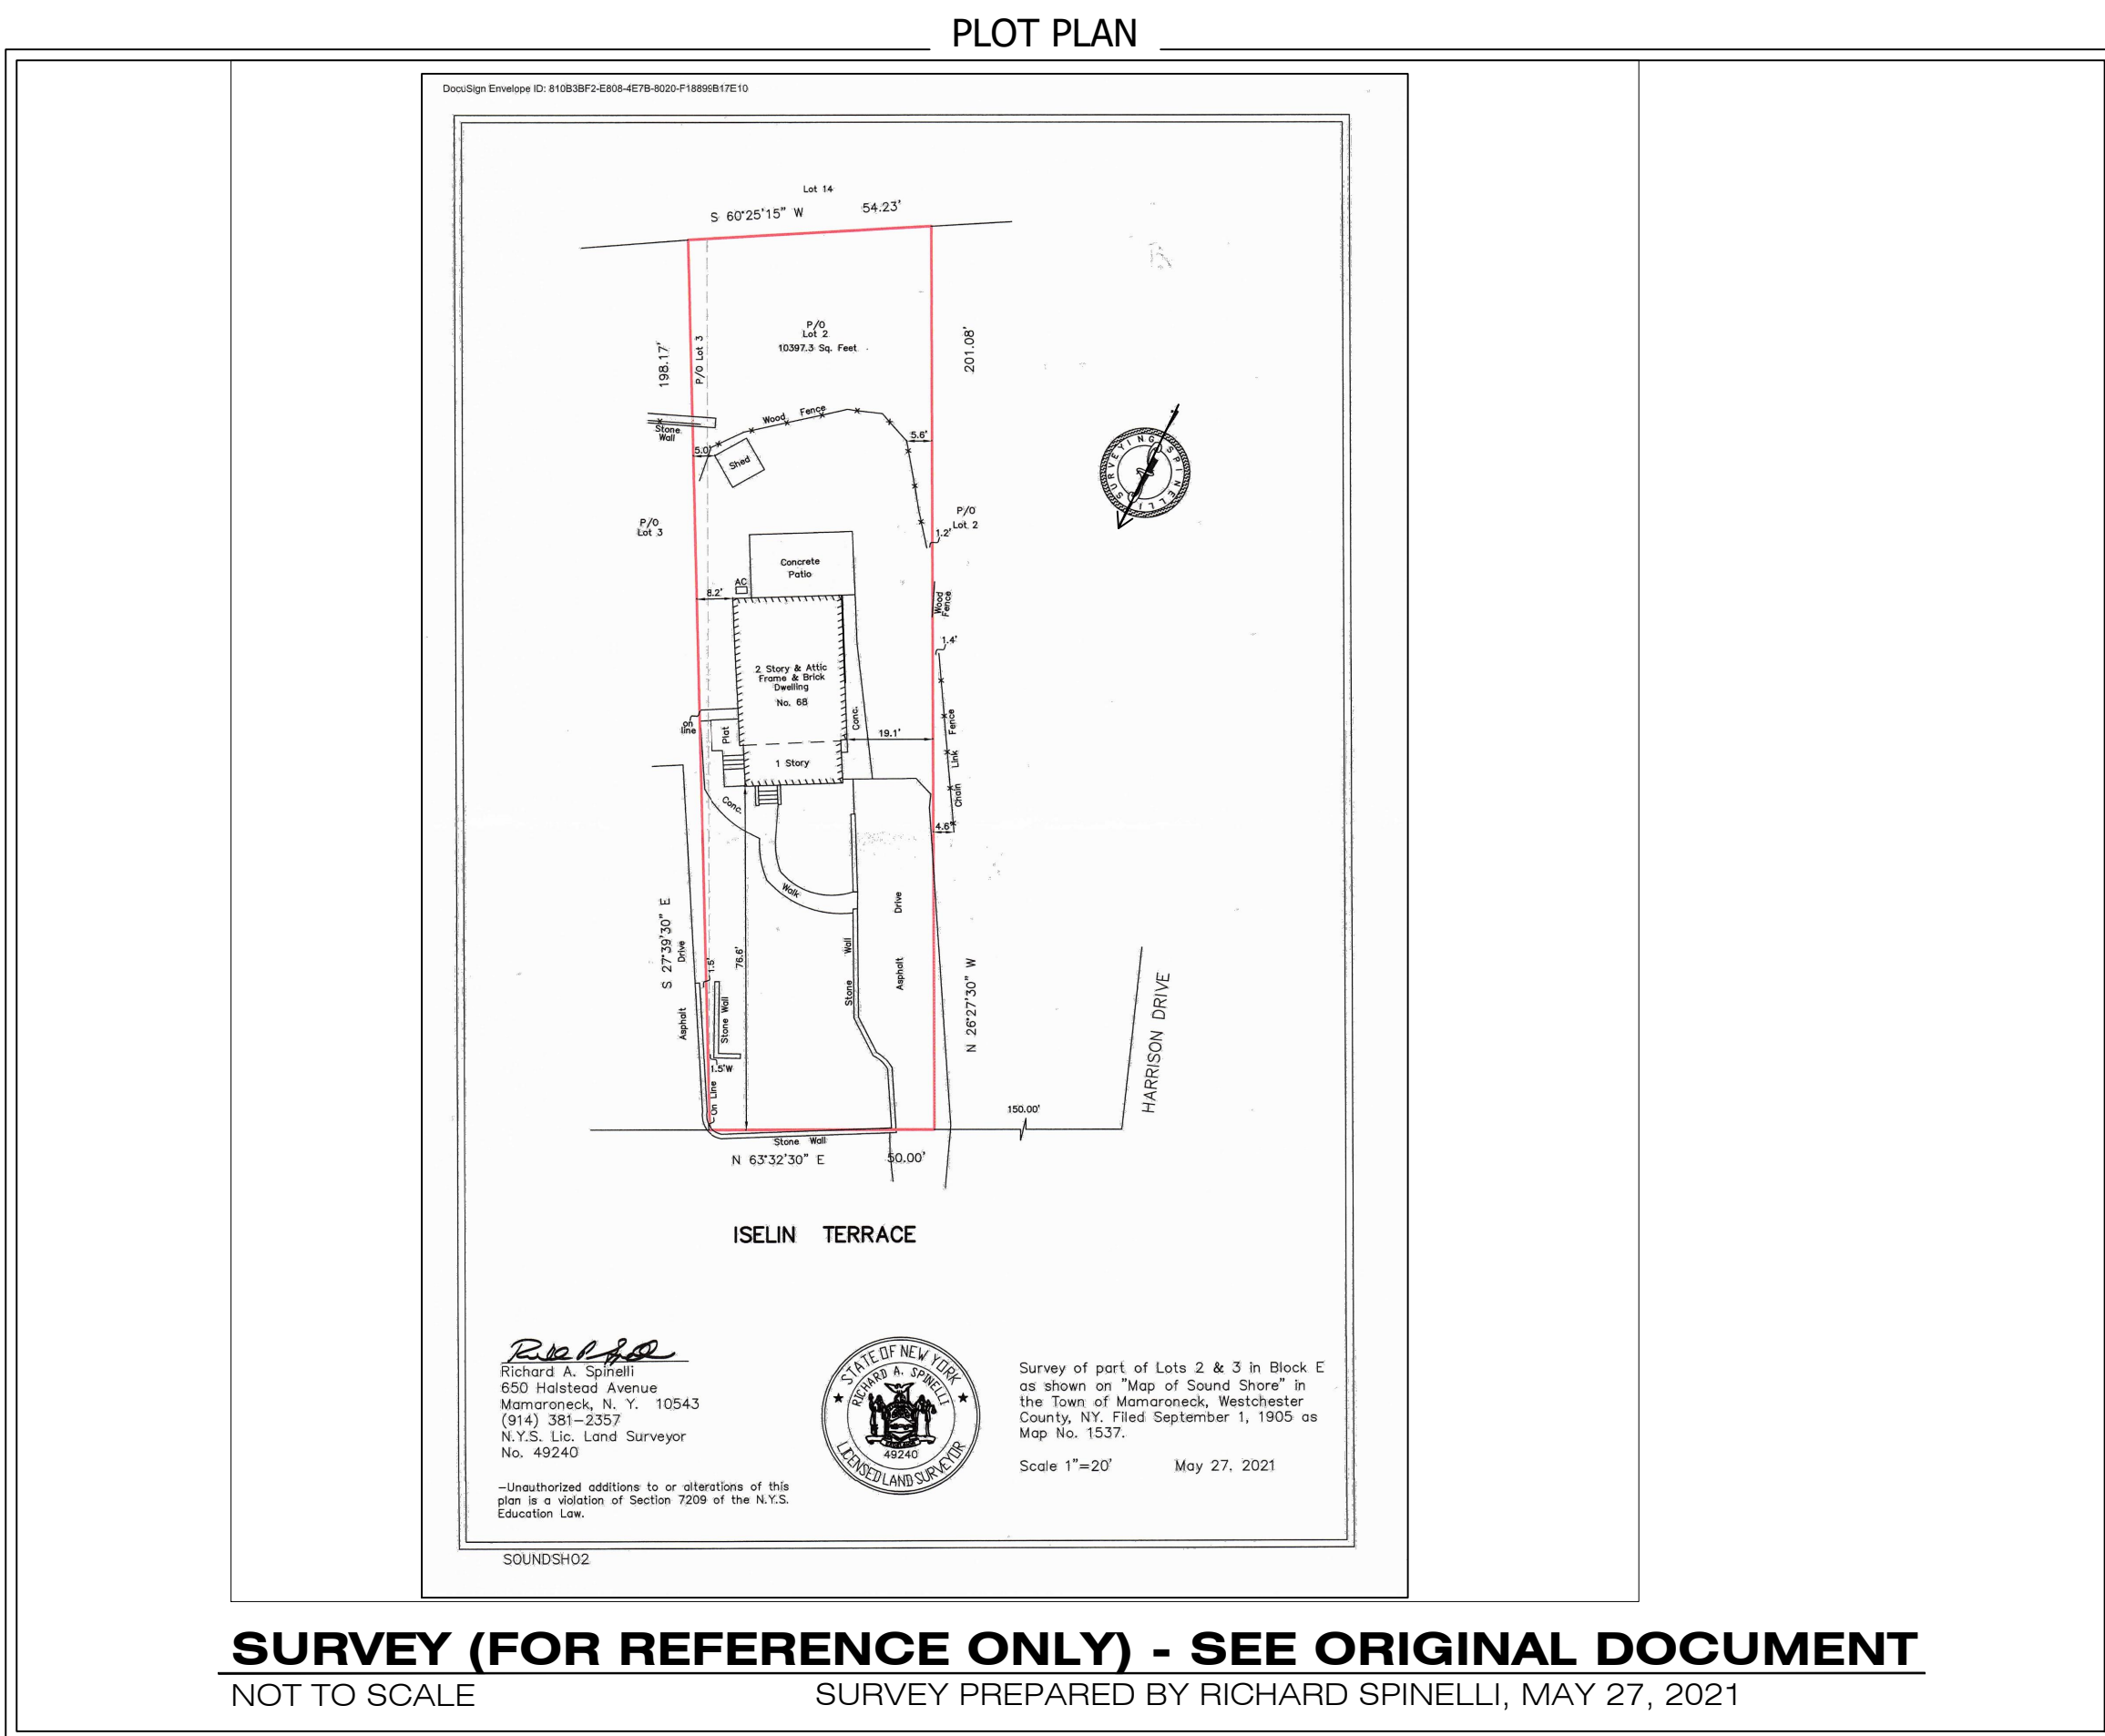 PLOT PLAN
DocuSign Envelope ID: 810B3BF2-E808-4E7B-8020-F18899B17E10
Lot 14
S 60°25'15" W 54.23'
P/O
Lot 2
10397.3 Sq. Feet
198.17'
P/O Lot 3
201.08'
Wood Fence
Stone
Wall
5.0'
Shed
5.6'
SURVEYING SPINELLI
P/O
Lot 3
P/O
Lot 2
1.2'
Concrete
Patio
AC
8.2'
Wood
Fence
1.4'
2 Story & Attic
Frame & Brick
Dwelling
No. 68
on
line
Plat
Conc.
19.1'
1 Story
Chain Link Fence
Conc.
4.6'
Walk
Asphalt Drive
S 27°39'30" E
Asphalt Drive
1.5'
76.6'
Stone Wall
Stone Wall
N 26°27'30" W
HARRISON DRIVE
1.5'W
On Line
150.00'
Stone Wall
N 63°32'30" E 50.00'
ISELIN TERRACE
Richard A. Spinelli
650 Halstead Avenue
Mamaroneck, N. Y. 10543
(914) 381-2357
N.Y.S. Lic. Land Surveyor
No. 49240
-Unauthorized additions to or alterations of this
plan is a violation of Section 7209 of the N.Y.S.
Education Law.
STATE OF NEW YORK
RICHARD A. SPINELLI
49240
LICENSED LAND SURVEYOR
Survey of part of Lots 2 & 3 in Block E
as shown on "Map of Sound Shore" in
the Town of Mamaroneck, Westchester
County, NY. Filed September 1, 1905 as
Map No. 1537.
Scale 1"=20' May 27, 2021
SOUNDSH02
SURVEY (FOR REFERENCE ONLY) - SEE ORIGINAL DOCUMENT
NOT TO SCALE SURVEY PREPARED BY RICHARD SPINELLI, MAY 27, 2021